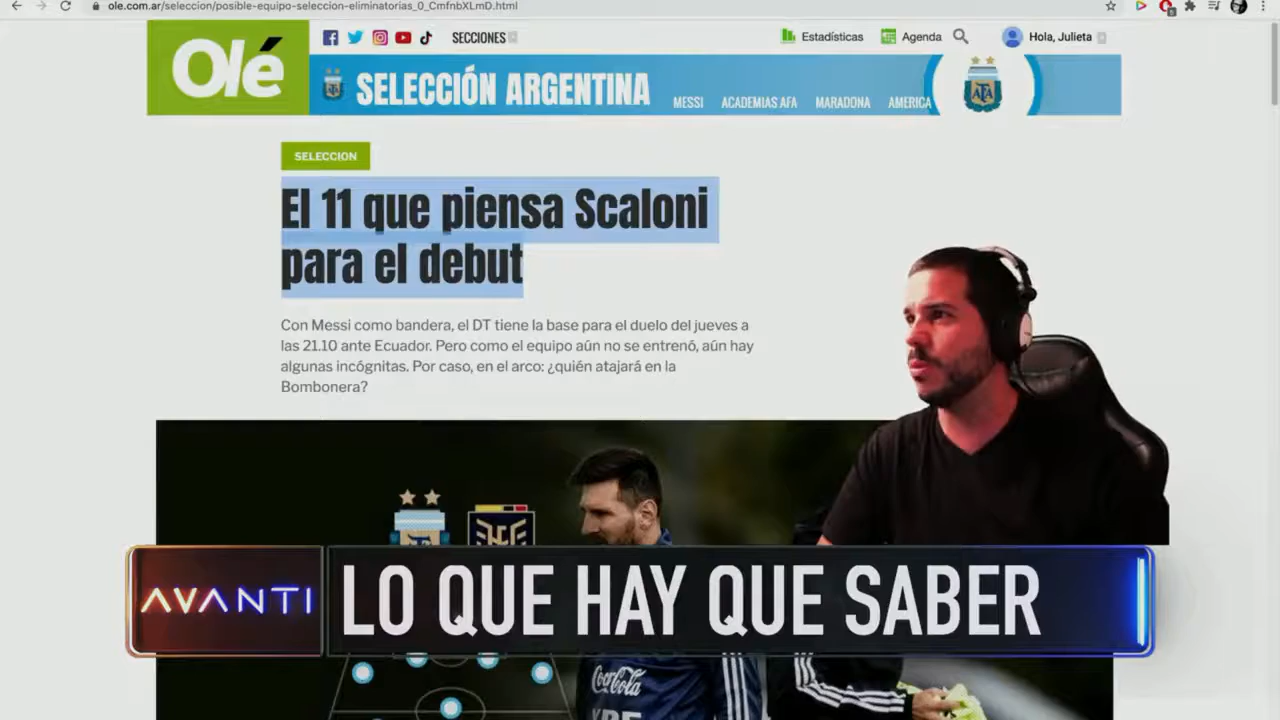 ole.com.ar/seleccion/posible-equipo-seleccion-eliminatorias_0_CmfnbXLmD.html
Olé
SECCIONES
Estadísticas
Agenda
Hola, Julieta
SELECCIÓN ARGENTINA
MESSI
ACADEMIAS AFA
MARADONA
AMERICA
AFA
SELECCION
El 11 que piensa Scaloni
para el debut
Con Messi como bandera, el DT tiene la base para el duelo del jueves a
las 21.10 ante Ecuador. Pero como el equipo aún no se entrenó, aún hay
algunas incógnitas. Por caso, en el arco: ¿quién atajará en la
Bombonera?
AVANTI
LO QUE HAY QUE SABER
Coca-Cola